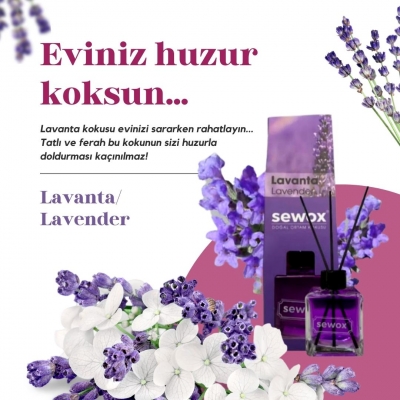 Eviniz huzur
koksun...
Lavanta kokusu evinizi sararken rahatlayın...
Tatlı ve ferah bu kokunun sizi huzurla
doldurması kaçınılmaz!
Lavanta/
Lavender
Lavanta
Lavender
sewox
sewox